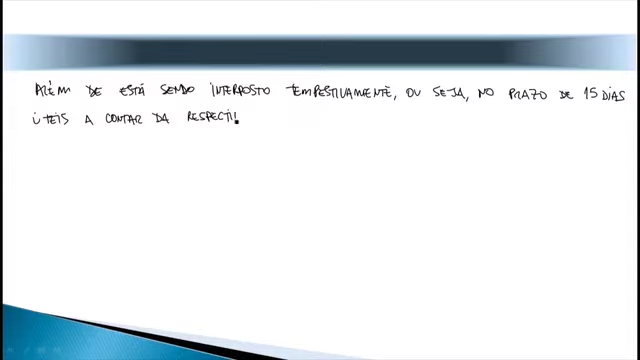 ALÉM DE ESTÁ SENDO INTERPOSTO TEMPESTIVAMENTE, OU SEJA, NO PRAZO DE 15 DIAS
ÚTEIS A CONTAR DA RESPECTI